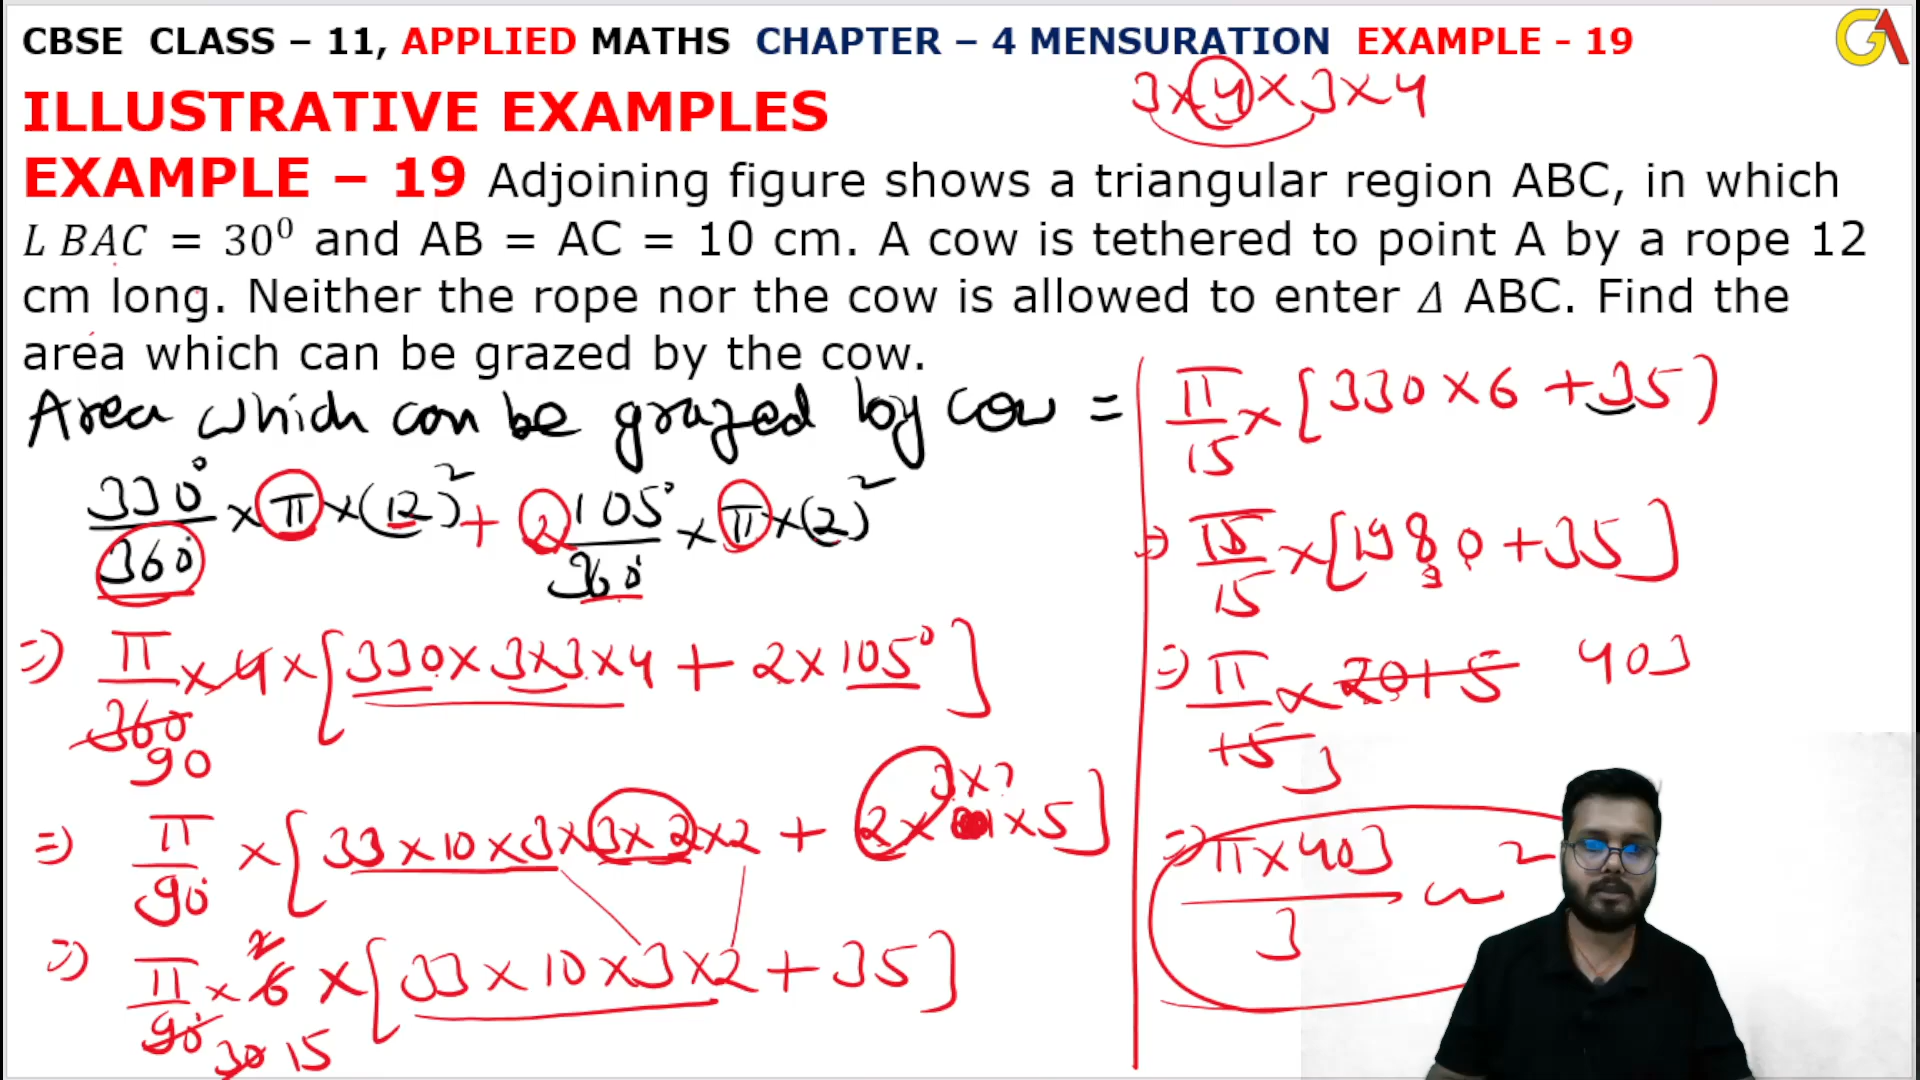 CBSE CLASS – 11, APPLIED MATHS CHAPTER – 4 MENSURATION EXAMPLE - 19
GA
3×4×3×4
ILLUSTRATIVE EXAMPLES
EXAMPLE – 19 Adjoining figure shows a triangular region ABC, in which
L BAC = 30⁰ and AB = AC = 10 cm. A cow is tethered to point A by a rope 12
cm long. Neither the rope nor the cow is allowed to enter Δ ABC. Find the
area which can be grazed by the cow.
Area which can be grazed by cow =
330°/360° × π × (12)² + 2 105°/360° × π × (2)²
=) π/360 × 4 × [330 × 3×3×4 + 2 × 105°]
90
=) π/90 × [33×10×3×3×2×2 + 2× ×5]
=) π/90 × 6 × [33×10×3×2+35]
2
30 15
π/15 × [330×6 +35]
=) π/15 × [1980+35]
=) π/15 × 2015 403
3
=) π×403/3 m²